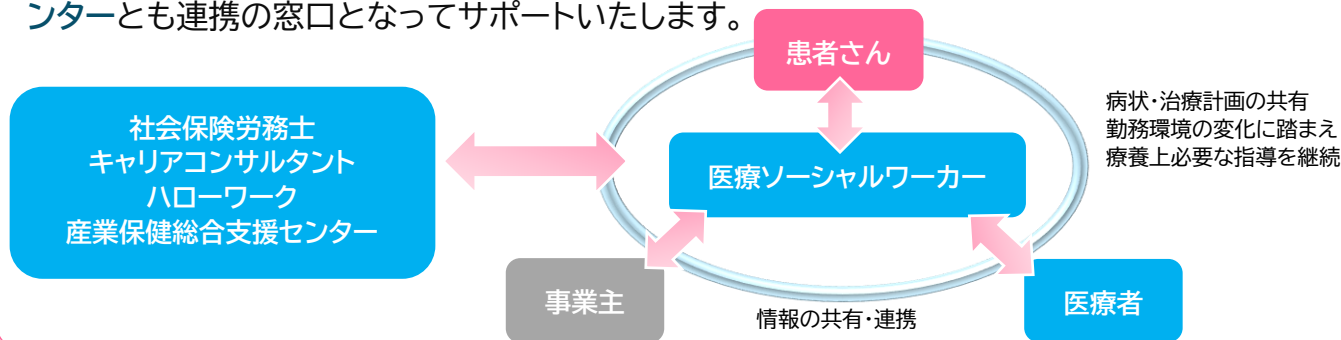 ンターとも連携の窓口となってサポートいたします。
患者さん
社会保険労務士
キャリアコンサルタント
ハローワーク
産業保健総合支援センター
医療ソーシャルワーカー
病状・治療計画の共有
勤務環境の変化に踏まえ
療養上必要な指導を継続
事業主
情報の共有・連携
医療者